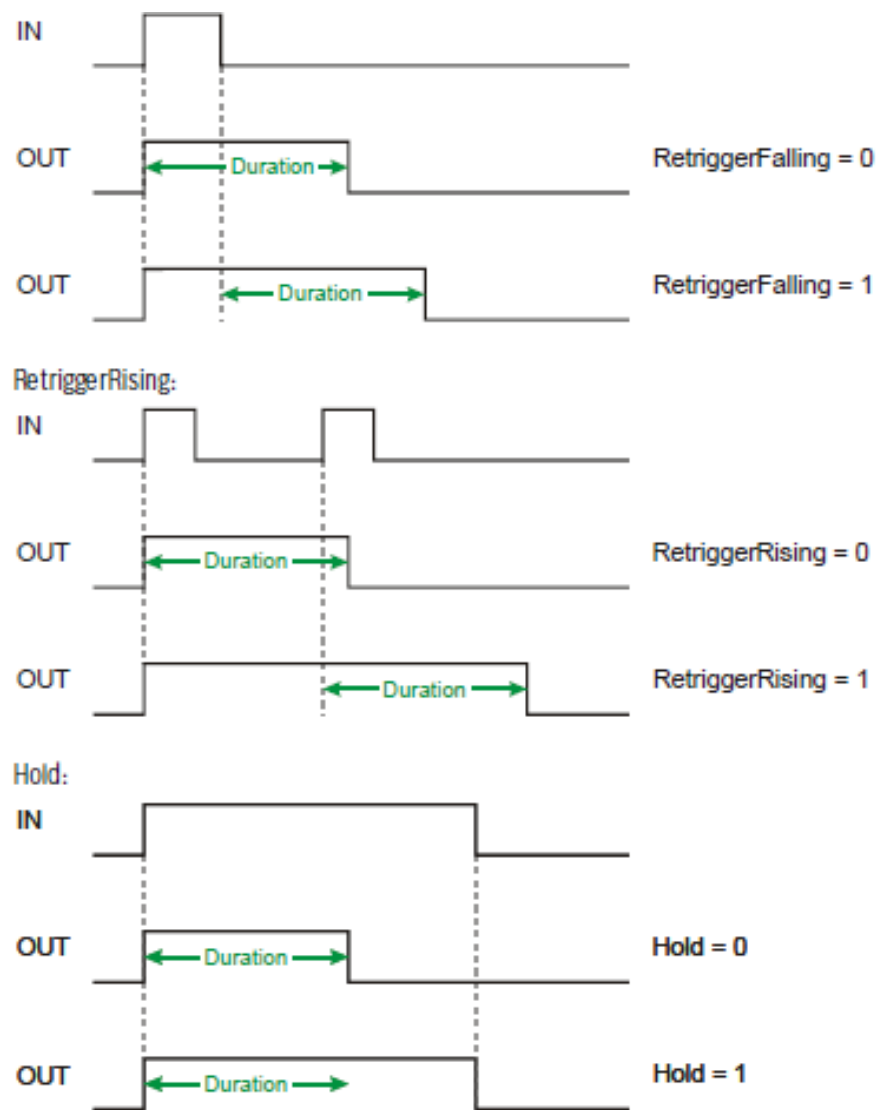 IN
OUT Duration RetriggerFalling = 0
OUT Duration RetriggerFalling = 1
RetriggerRising:
IN
OUT Duration RetriggerRising = 0
OUT Duration RetriggerRising = 1
Hold:
IN
OUT Duration Hold = 0
OUT Duration Hold = 1